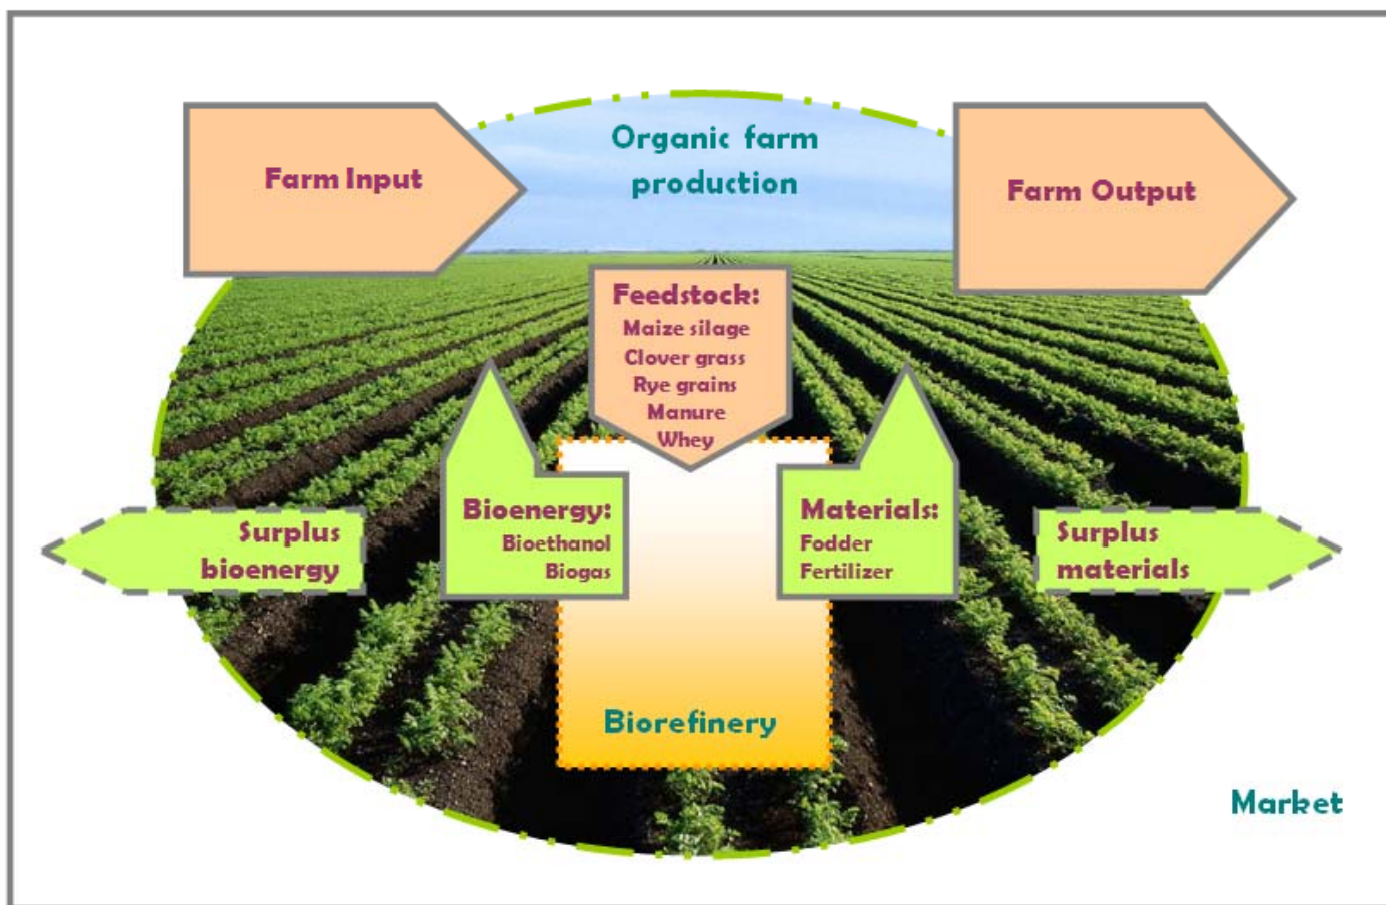 Organic farm
production
Farm Input
Farm Output
Feedstock:
Maize silage
Clover grass
Rye grains
Manure
Whey
Bioenergy:
Bioethanol
Biogas
Materials:
Fodder
Fertilizer
Surplus
bioenergy
Surplus
materials
Biorefinery
Market